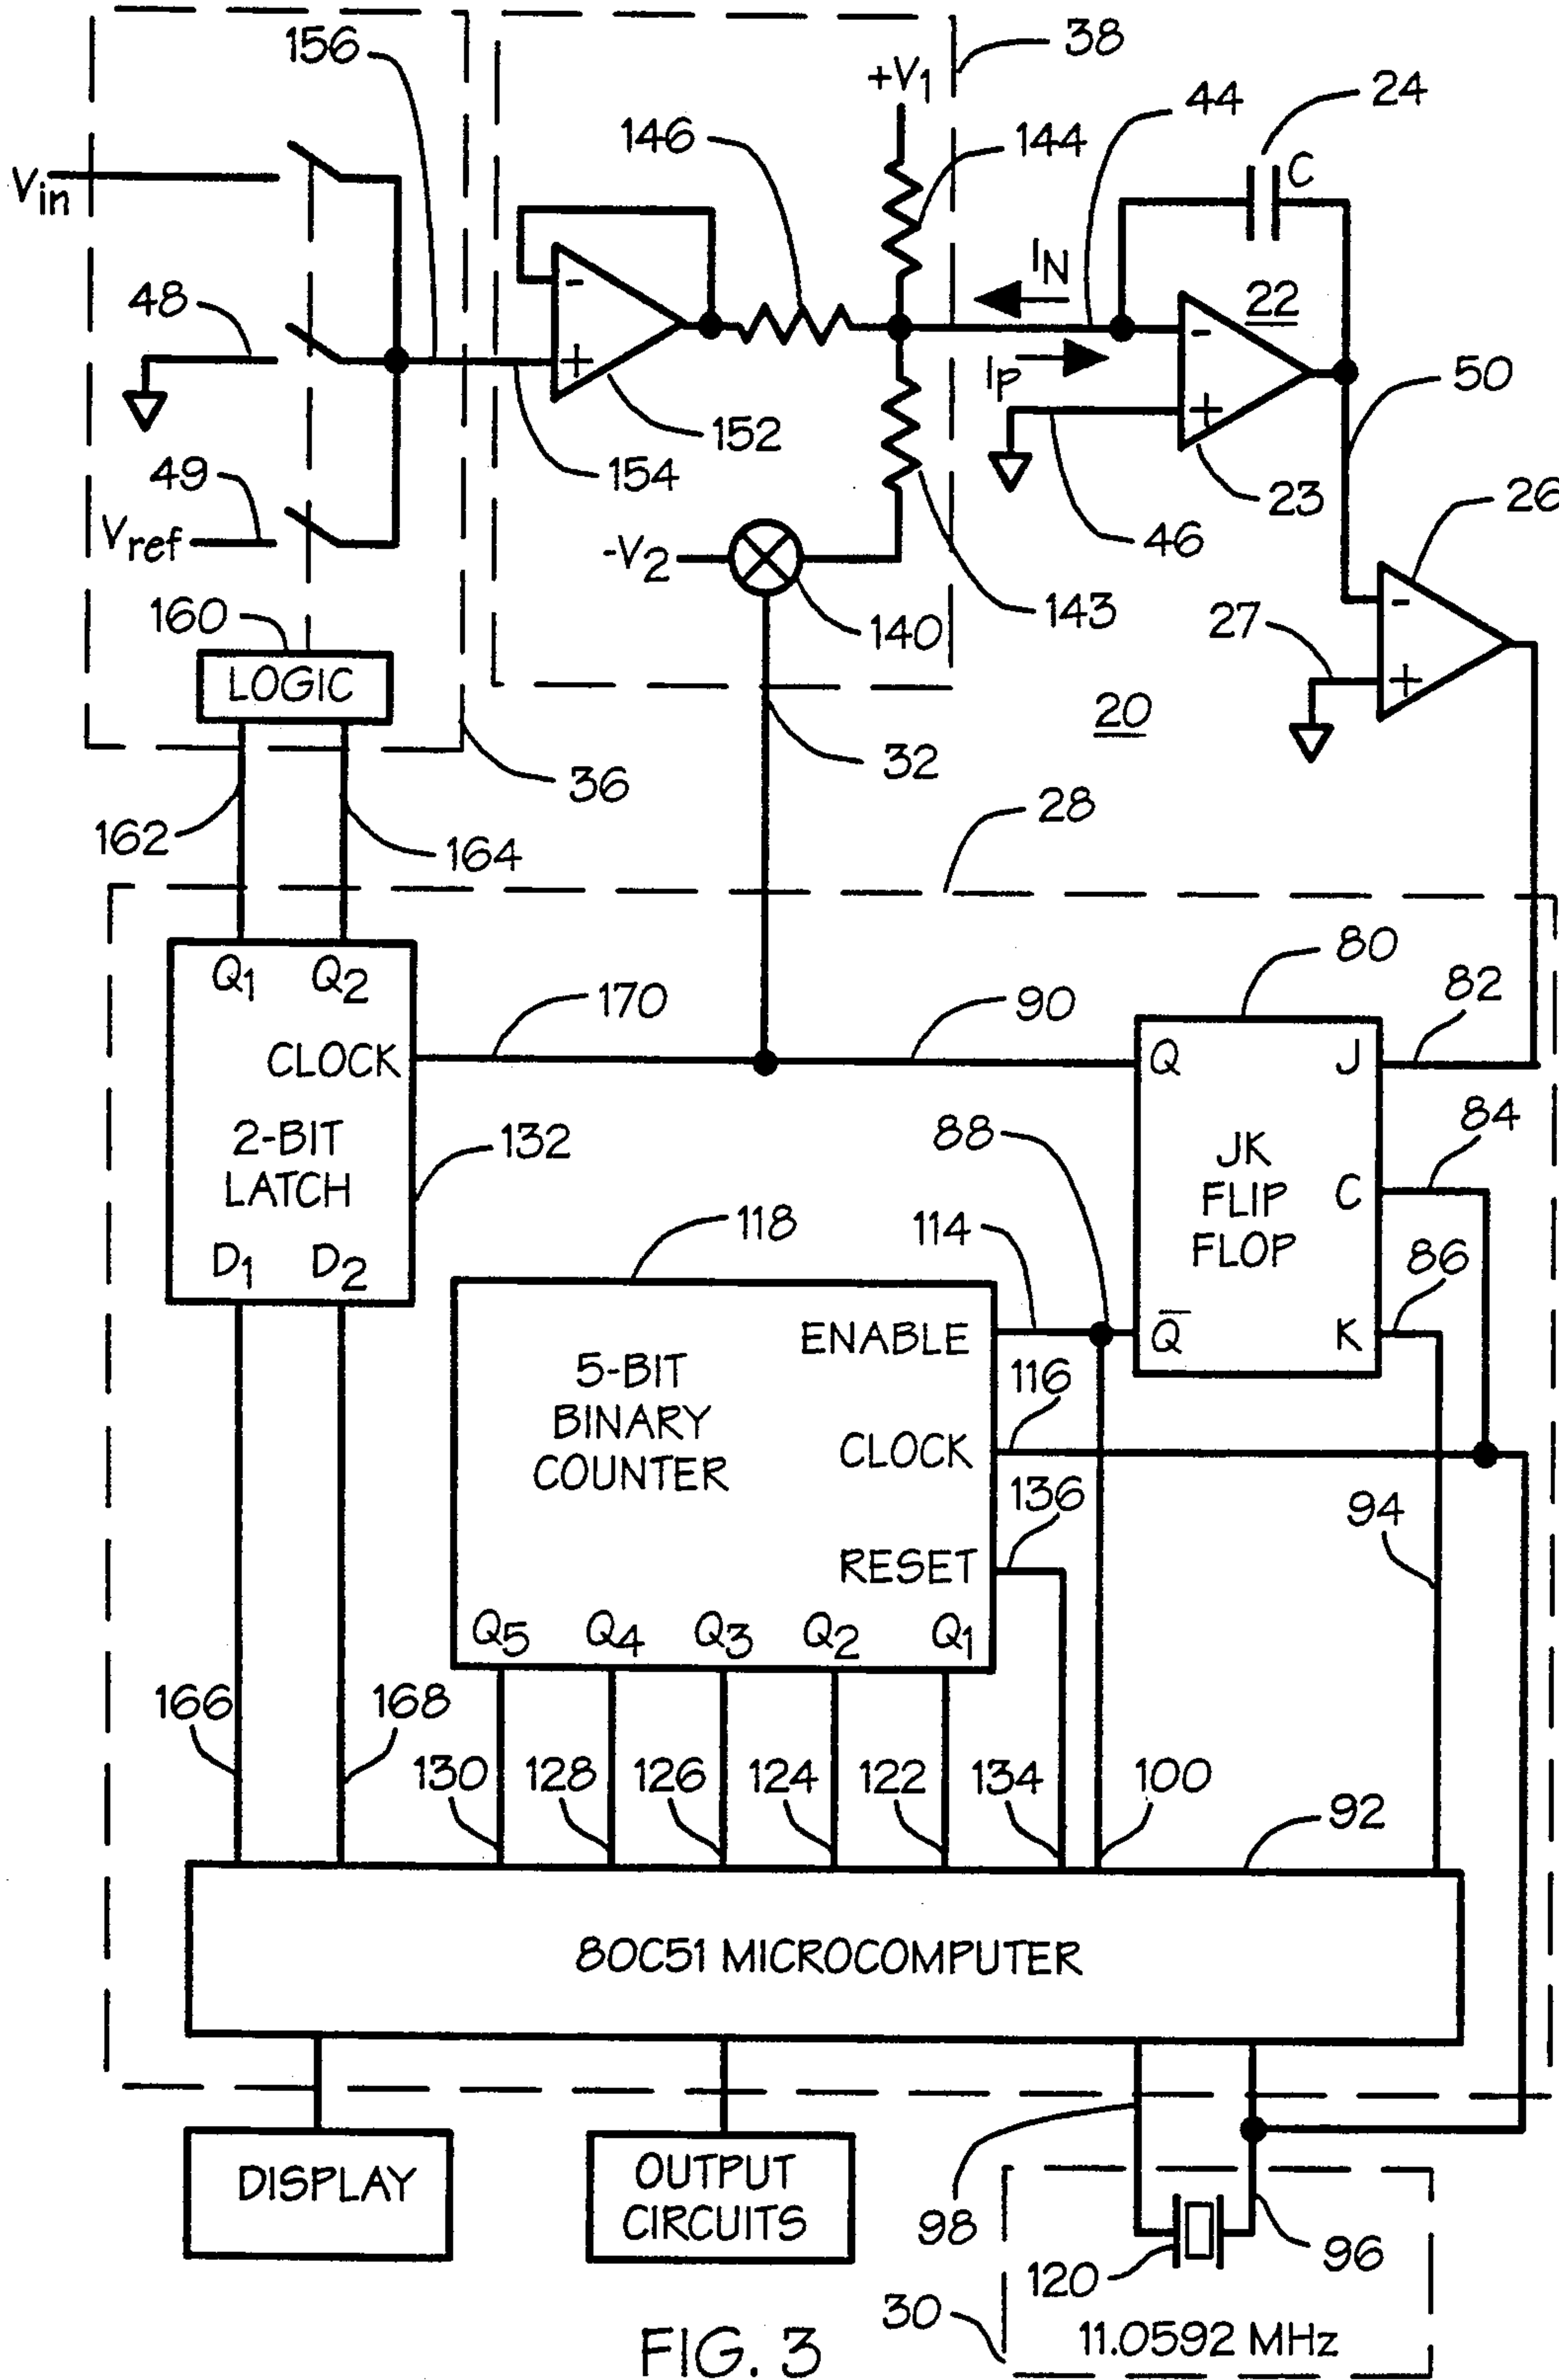 156
38
+V1
44
24
146
144
C
Vin
IN
22
48
IP
50
152
154
49
23
26
Vref
46
-V2
160
140
143
27
LOGIC
20
32
36
28
162
164
80
Q1 Q2
170
90
82
CLOCK
Q J
2-BIT
LATCH
132
88
84
JK
FLIP
FLOP
C
118
114
86
D1 D2
ENABLE
Q K
5-BIT
BINARY
COUNTER
116
CLOCK
136
94
RESET
Q5 Q4 Q3 Q2 Q1
166
168
130
128
126
124
122
134
100
92
80C51 MICROCOMPUTER
DISPLAY
OUTPUT
CIRCUITS
98
96
120
30
11.0592 MHz
FIG. 3
- + - + - +